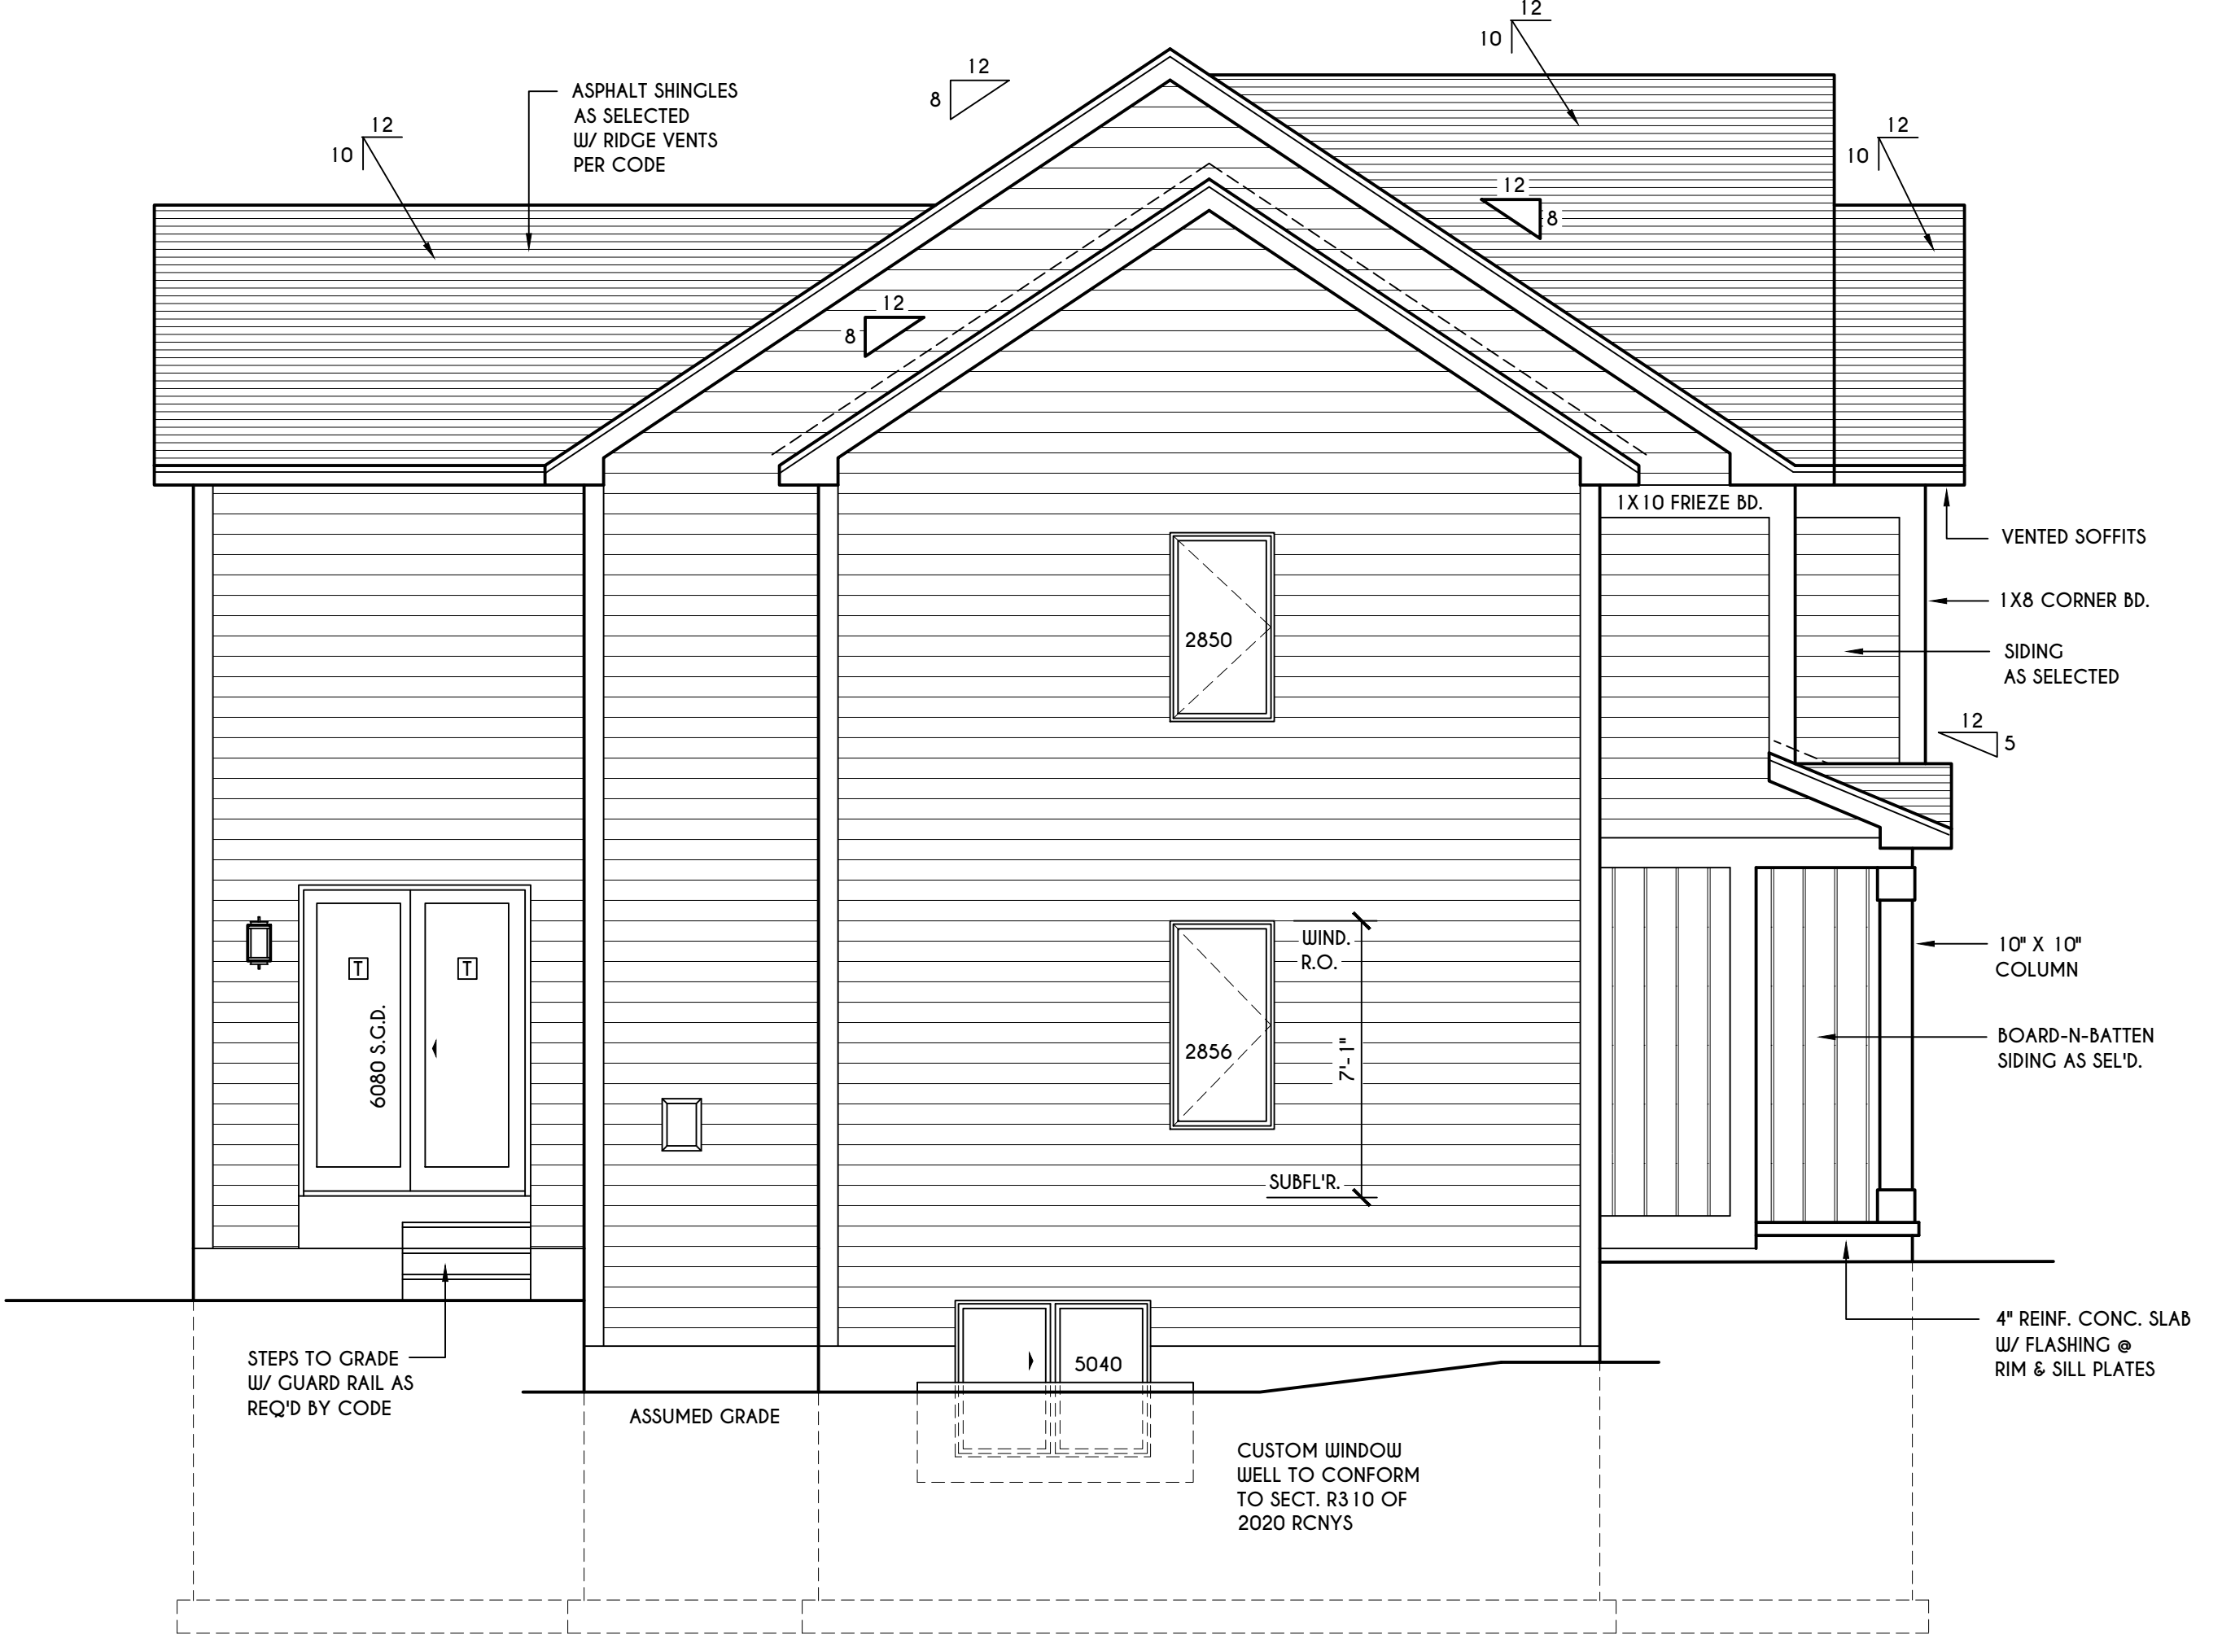 12
10
12
8
12
10
ASPHALT SHINGLES
AS SELECTED
W/ RIDGE VENTS
PER CODE
12
10
12
8
12
10
12
8
1X10 FRIEZE BD.
VENTED SOFFITS
1X8 CORNER BD.
SIDING
AS SELECTED
2850
12
5
WIND.
R.O.
7'-1"
SUBFL'R.
2856
T
T
6080 S.G.D.
10" X 10"
COLUMN
BOARD-N-BATTEN
SIDING AS SEL'D.
4" REINF. CONC. SLAB
W/ FLASHING @
RIM & SILL PLATES
STEPS TO GRADE
W/ GUARD RAIL AS
REQ'D BY CODE
5040
ASSUMED GRADE
CUSTOM WINDOW
WELL TO CONFORM
TO SECT. R310 OF
2020 RCNYS